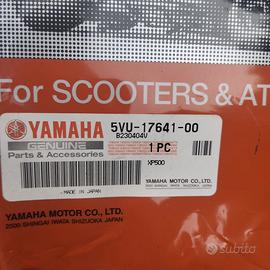 For SCOOTERS & AT
YAMAHA
GENUINE
Parts & Accessories
5VU-17641-00
B230404V
1 PC
XP500
MADE IN JAPAN
YAMAHA MOTOR CO., LTD.
2500 SHINGAI IWATA SHIZUOKA JAPAN
YAMAHA MOTOR CO., LTD.
subito